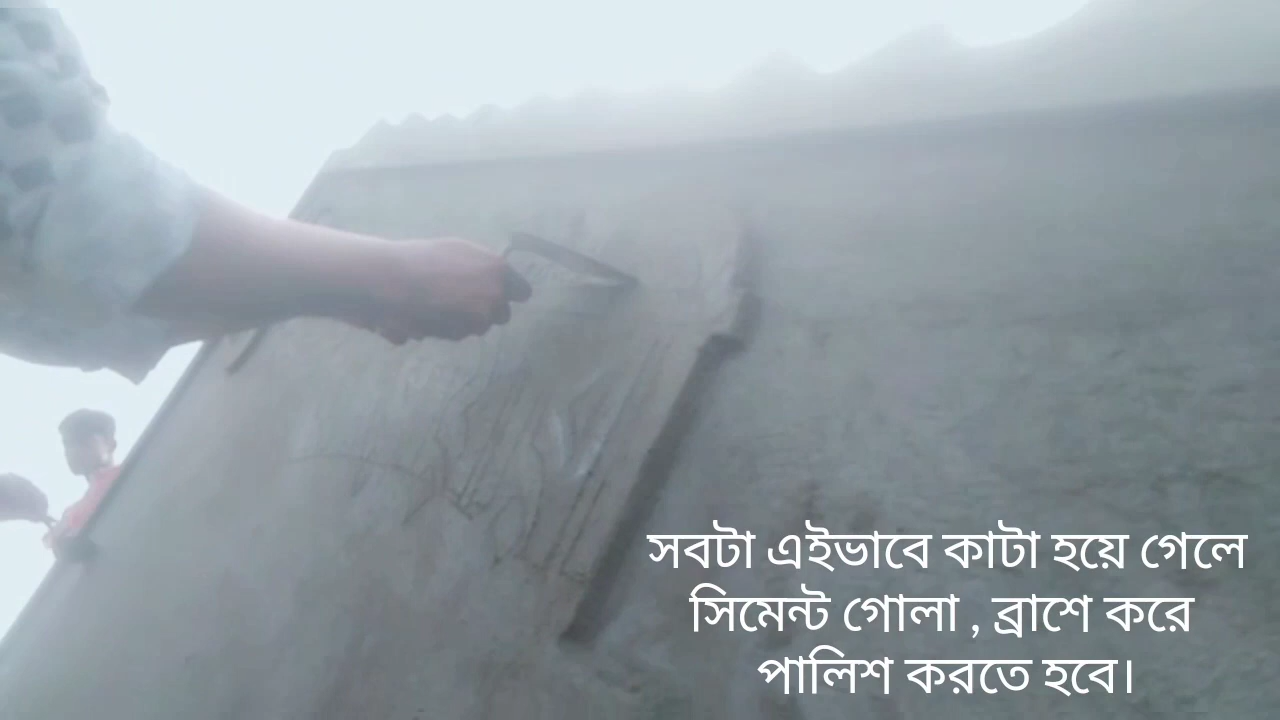 সবটা এইভাবে কাটা হয়ে গেলে
সিমেন্ট গোলা , ব্রাশে করে
পালিশ করতে হবে।